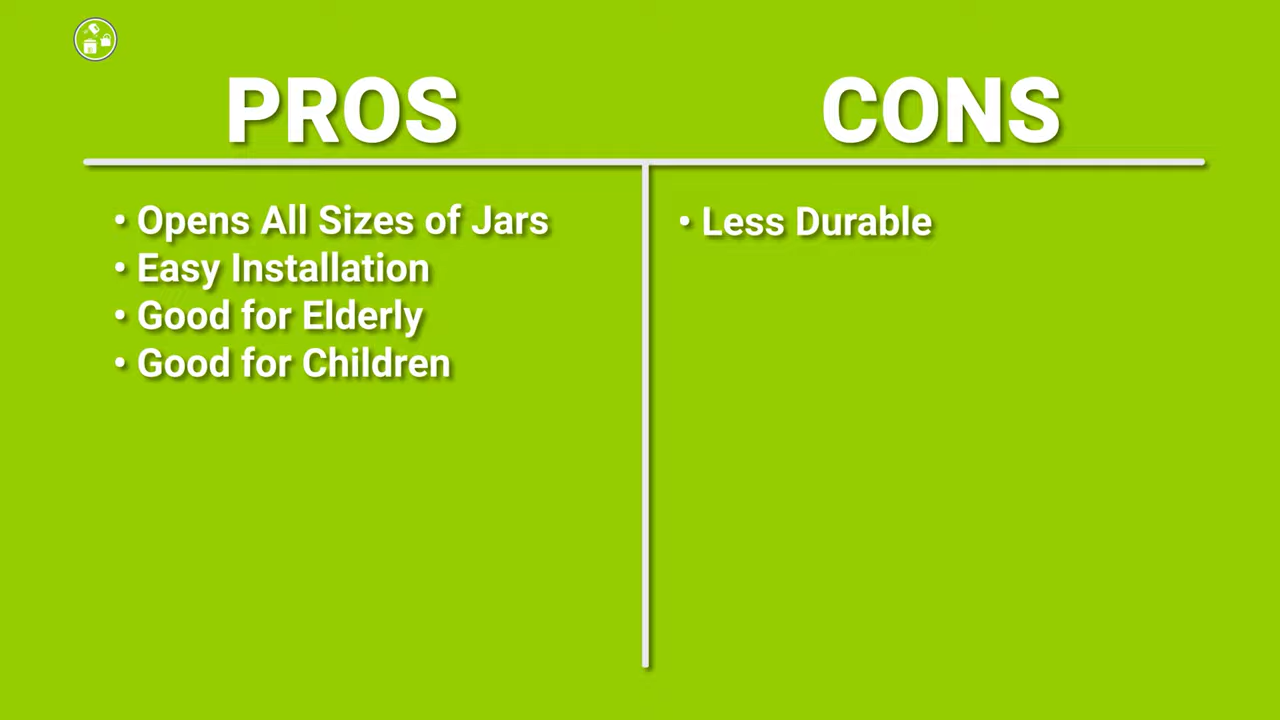 PROS
• Opens All Sizes of Jars
• Easy Installation
• Good for Elderly
• Good for Children
CONS
• Less Durable